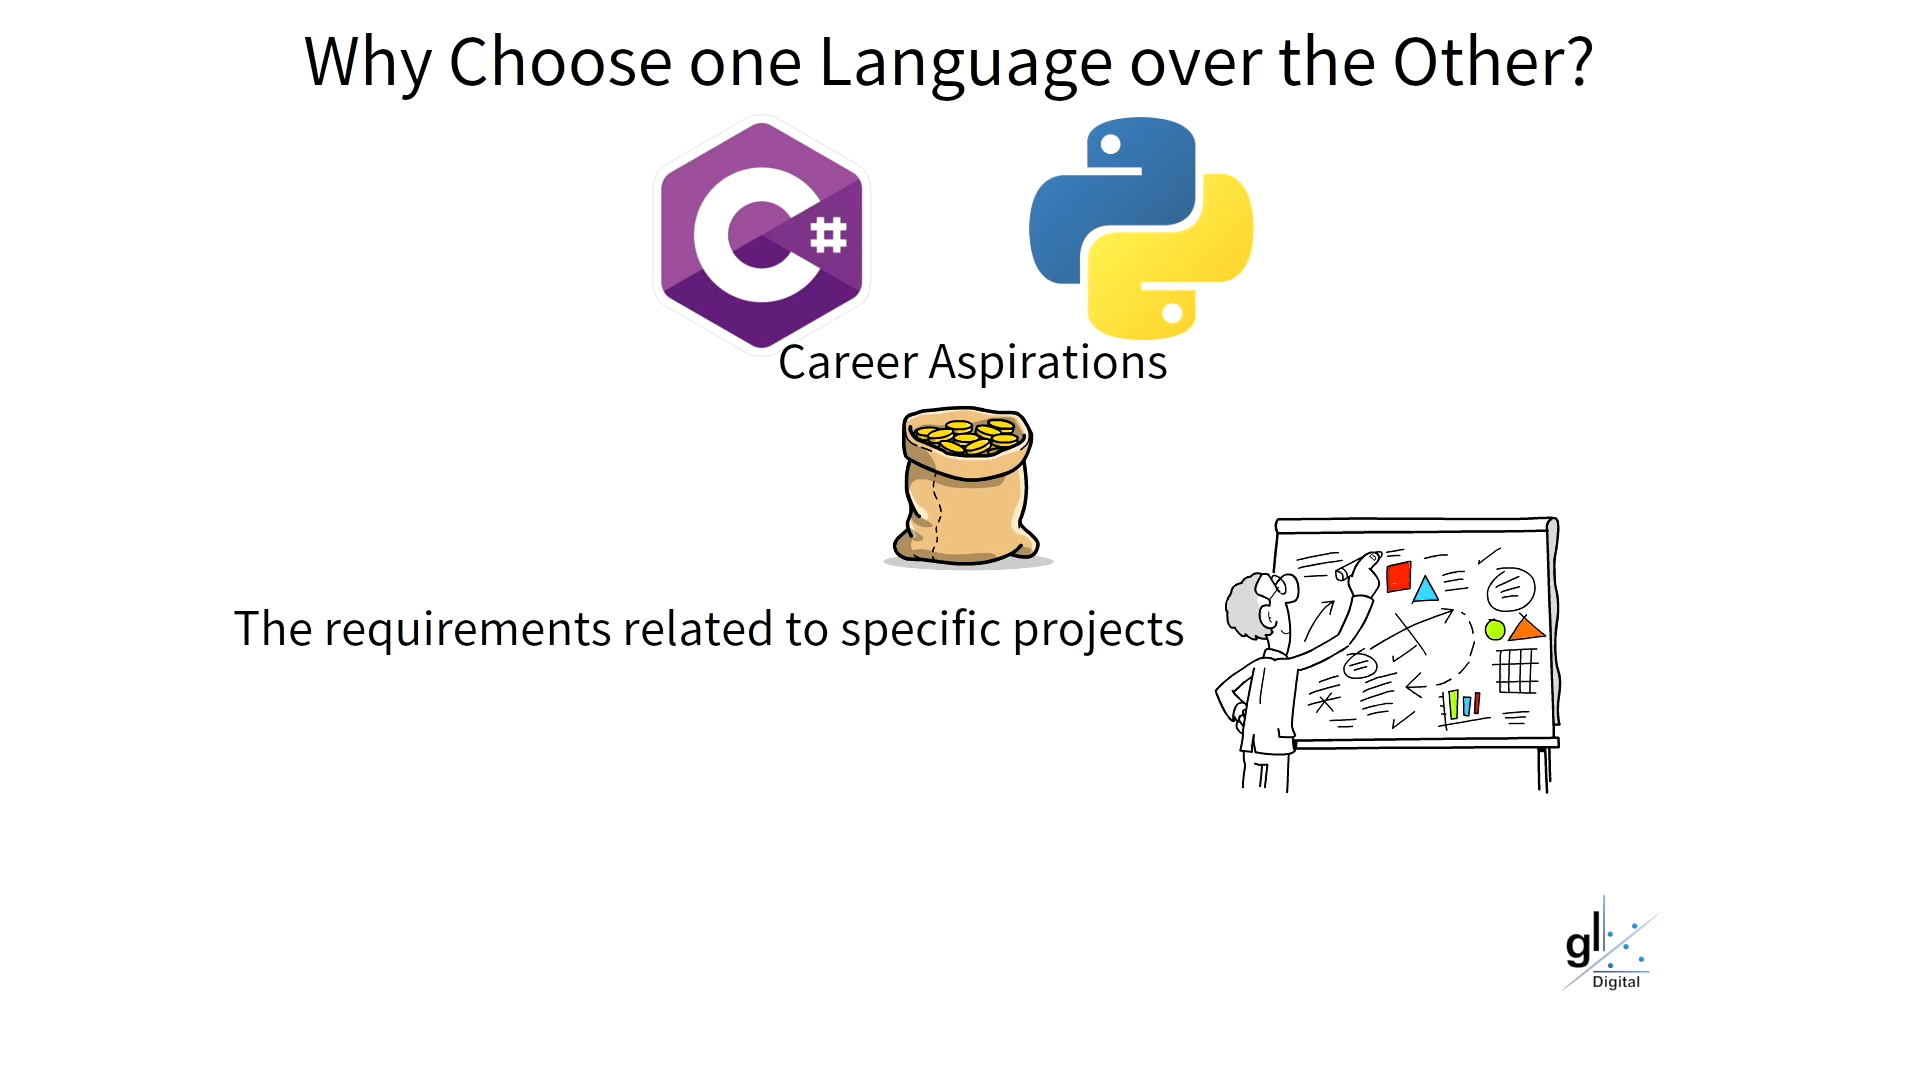 Why Choose one Language over the Other?
C#
Career Aspirations
The requirements related to specific projects
gl
Digital